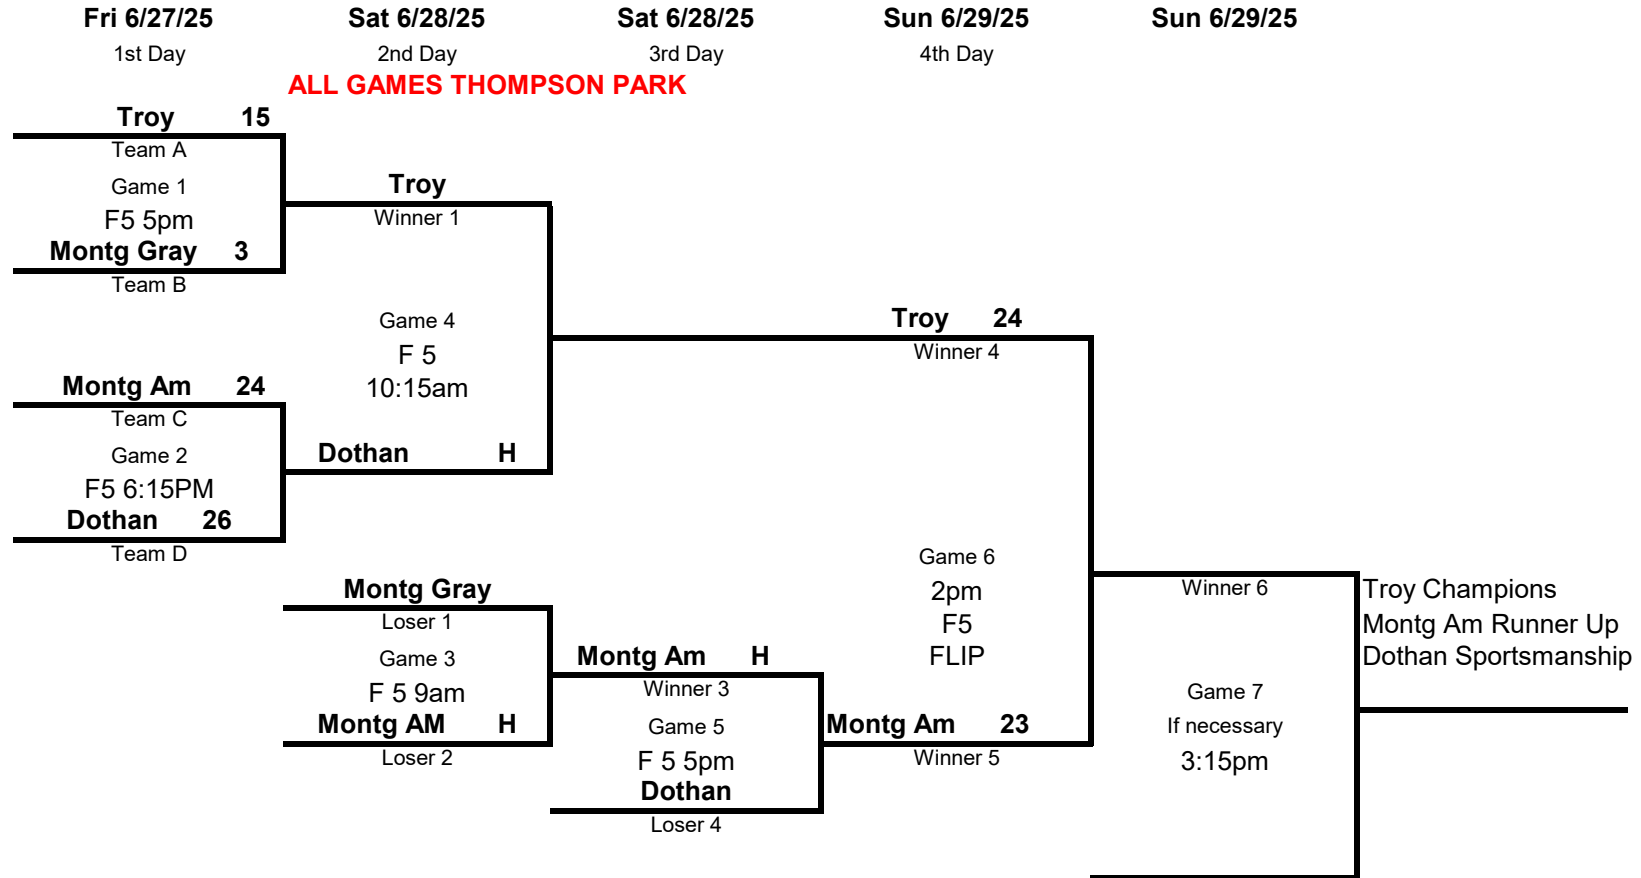 Fri 6/27/25 Sat 6/28/25 Sat 6/28/25 Sun 6/29/25 Sun 6/29/25
1st Day 2nd Day 3rd Day 4th Day
ALL GAMES THOMPSON PARK
Troy 15
Team A
Game 1
F5 5pm
Montg Gray 3
Team B
Troy
Winner 1
Game 4
F 5
10:15am
Dothan H
Montg Am 24
Team C
Game 2
F5 6:15PM
Dothan 26
Team D
Montg Gray
Loser 1
Game 3
F 5 9am
Montg AM H
Loser 2
Montg Am H
Winner 3
Game 5
F 5 5pm
Dothan
Loser 4
Troy 24
Winner 4
Game 6
2pm
F5
FLIP
Montg Am 23
Winner 5
Winner 6
Game 7
If necessary
3:15pm
Troy Champions
Montg Am Runner Up
Dothan Sportsmanship